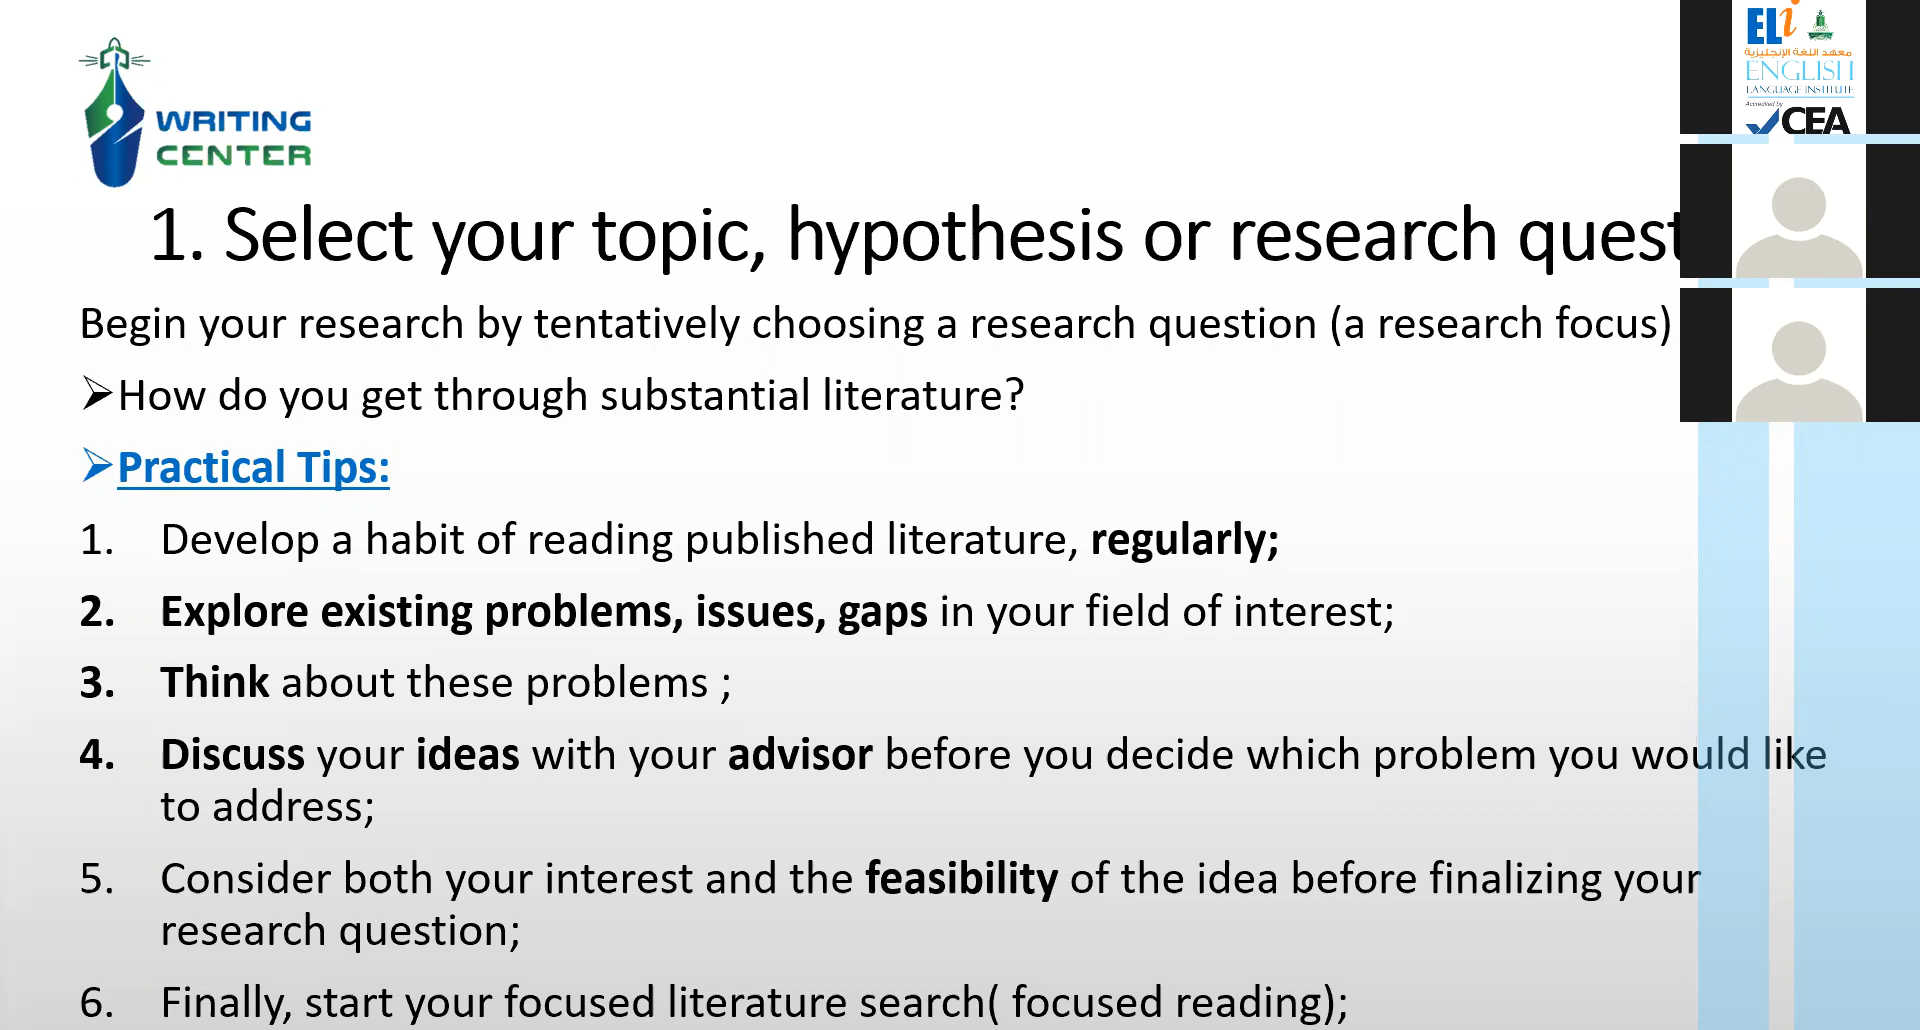 WRITING
CENTER
ELi
معهد اللغة الإنجليزية
ENGLISH
LANGUAGE INSTITUTE
Accredited by
CEA
1. Select your topic, hypothesis or research quest
Begin your research by tentatively choosing a research question (a research focus)
➢How do you get through substantial literature?
➢Practical Tips:
1. Develop a habit of reading published literature, regularly;
2. Explore existing problems, issues, gaps in your field of interest;
3. Think about these problems ;
4. Discuss your ideas with your advisor before you decide which problem you would like
to address;
5. Consider both your interest and the feasibility of the idea before finalizing your
research question;
6. Finally, start your focused literature search( focused reading);